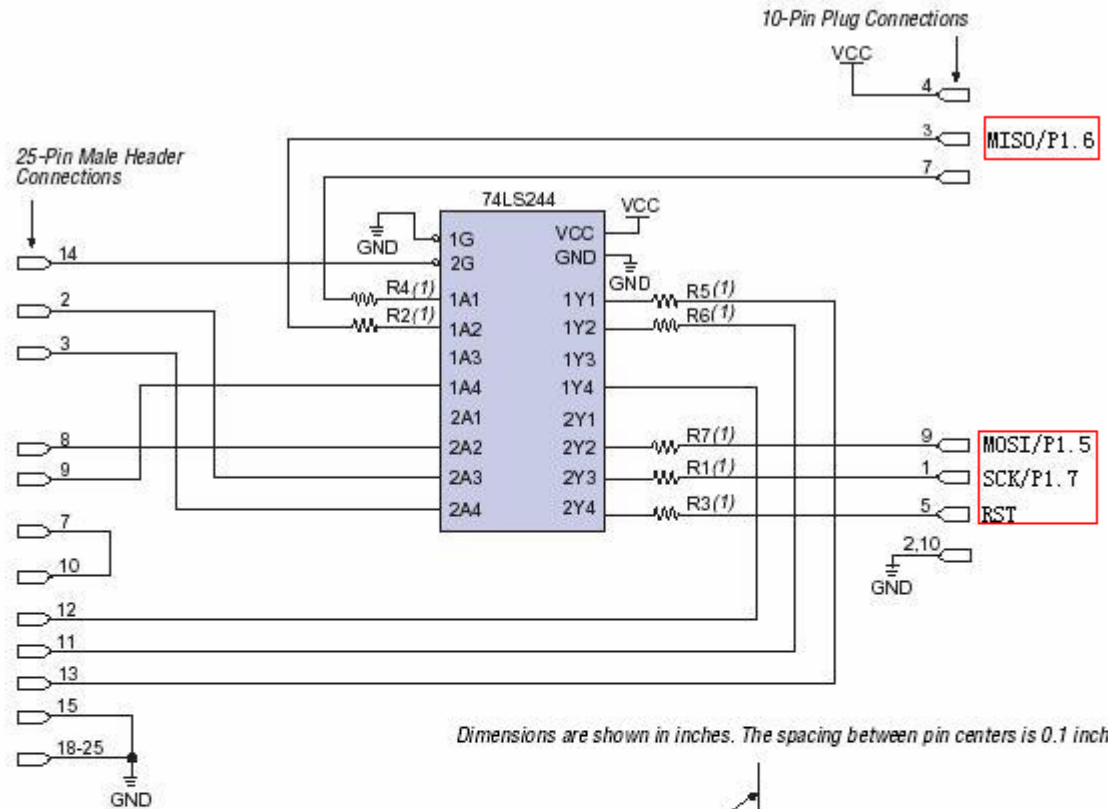 10-Pin Plug Connections
VCC
4
3
MISO/P1.6
7
25-Pin Male Header
Connections
74LS244
VCC
GND
14
1G
VCC
2G
GND
GND
R4(1)
1A1
1Y1
R5(1)
2
R2(1)
1A2
1Y2
R6(1)
3
1A3
1Y3
1A4
1Y4
2A1
2Y1
8
2A2
2Y2
R7(1)
9
MOSI/P1.5
9
2A3
2Y3
R1(1)
1
SCK/P1.7
2A4
2Y4
R3(1)
5
RST
7
2,10
GND
10
12
11
13
15
18-25
GND
Dimensions are shown in inches. The spacing between pin centers is 0.1 inch